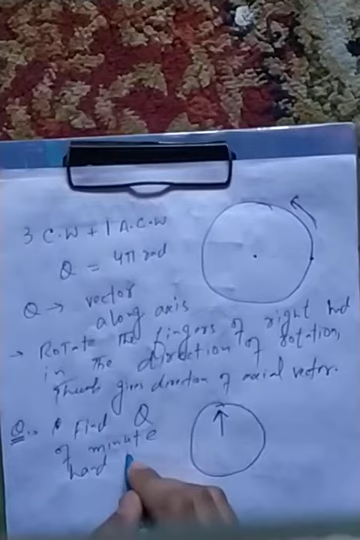 3 C.W + 1 A.C.W
Q = 4π rad
Q → vector
along axis
→ Rotate the fingers of right hand
in the direction of rotation,
Thumb gives direction of axial vector.
Q. Find Q
of minute
hand